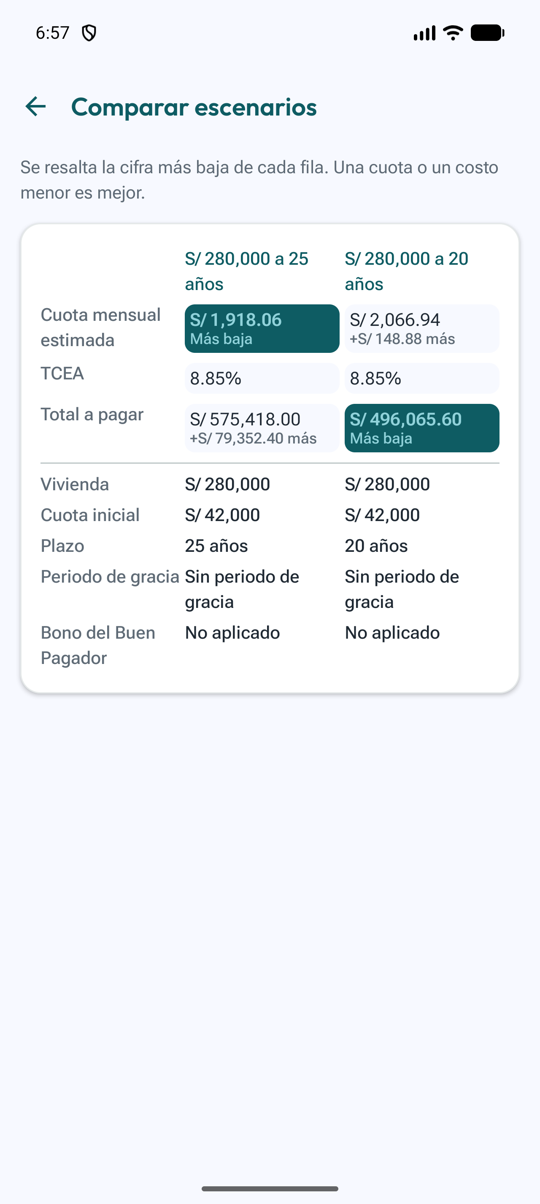 6:57
Comparar escenarios
Se resalta la cifra más baja de cada fila. Una cuota o un costo
menor es mejor.
S/ 280,000 a 25
años
S/ 280,000 a 20
años
Cuota mensual
estimada
S/ 1,918.06
Más baja
S/ 2,066.94
+S/ 148.88 más
TCEA
8.85%
8.85%
Total a pagar
S/ 575,418.00
+S/ 79,352.40 más
S/ 496,065.60
Más baja
Vivienda
S/ 280,000
S/ 280,000
Cuota inicial
S/ 42,000
S/ 42,000
Plazo
25 años
20 años
Periodo de gracia
Sin periodo de
gracia
Sin periodo de
gracia
Bono del Buen
Pagador
No aplicado
No aplicado